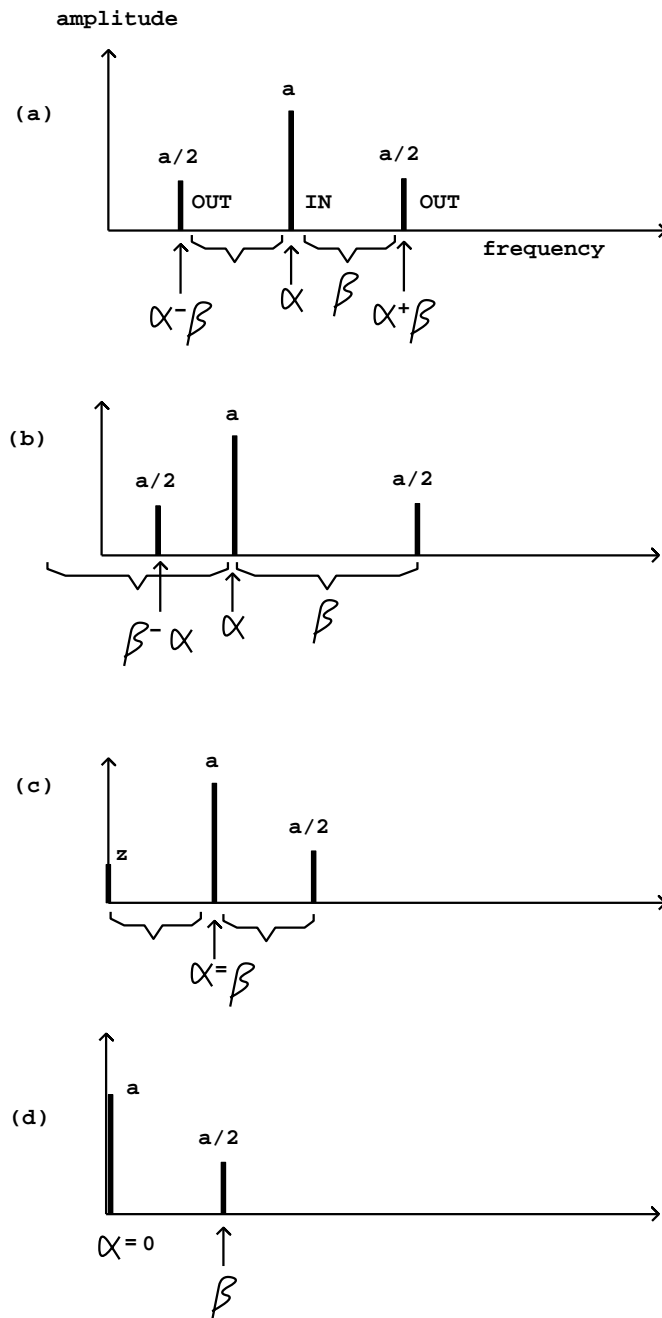 amplitude
(a)
a
a/2 a/2
OUT IN OUT
frequency
α-β α β α+β
(b)
a
a/2 a/2
β-α α β
(c)
a
a/2
z
α=β
(d)
a
a/2
α=0
β